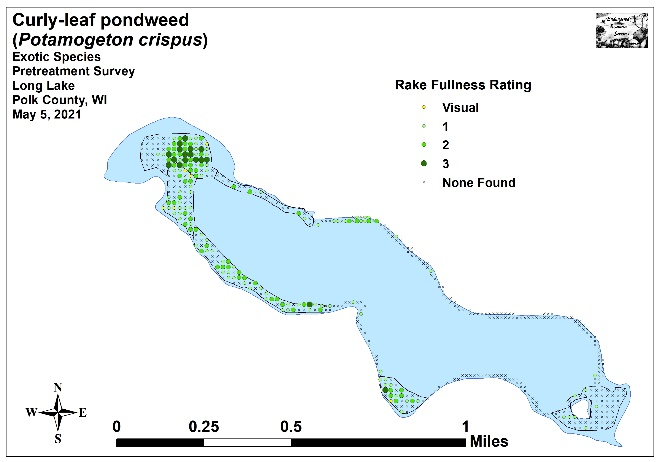 Curly-leaf pondweed
(Potamogeton crispus)
Exotic Species
Pretreatment Survey
Long Lake
Polk County, WI
May 5, 2021
Rake Fullness Rating
Visual
1
2
3
None Found
N
W E
S
0 0.25 0.5 1
Miles